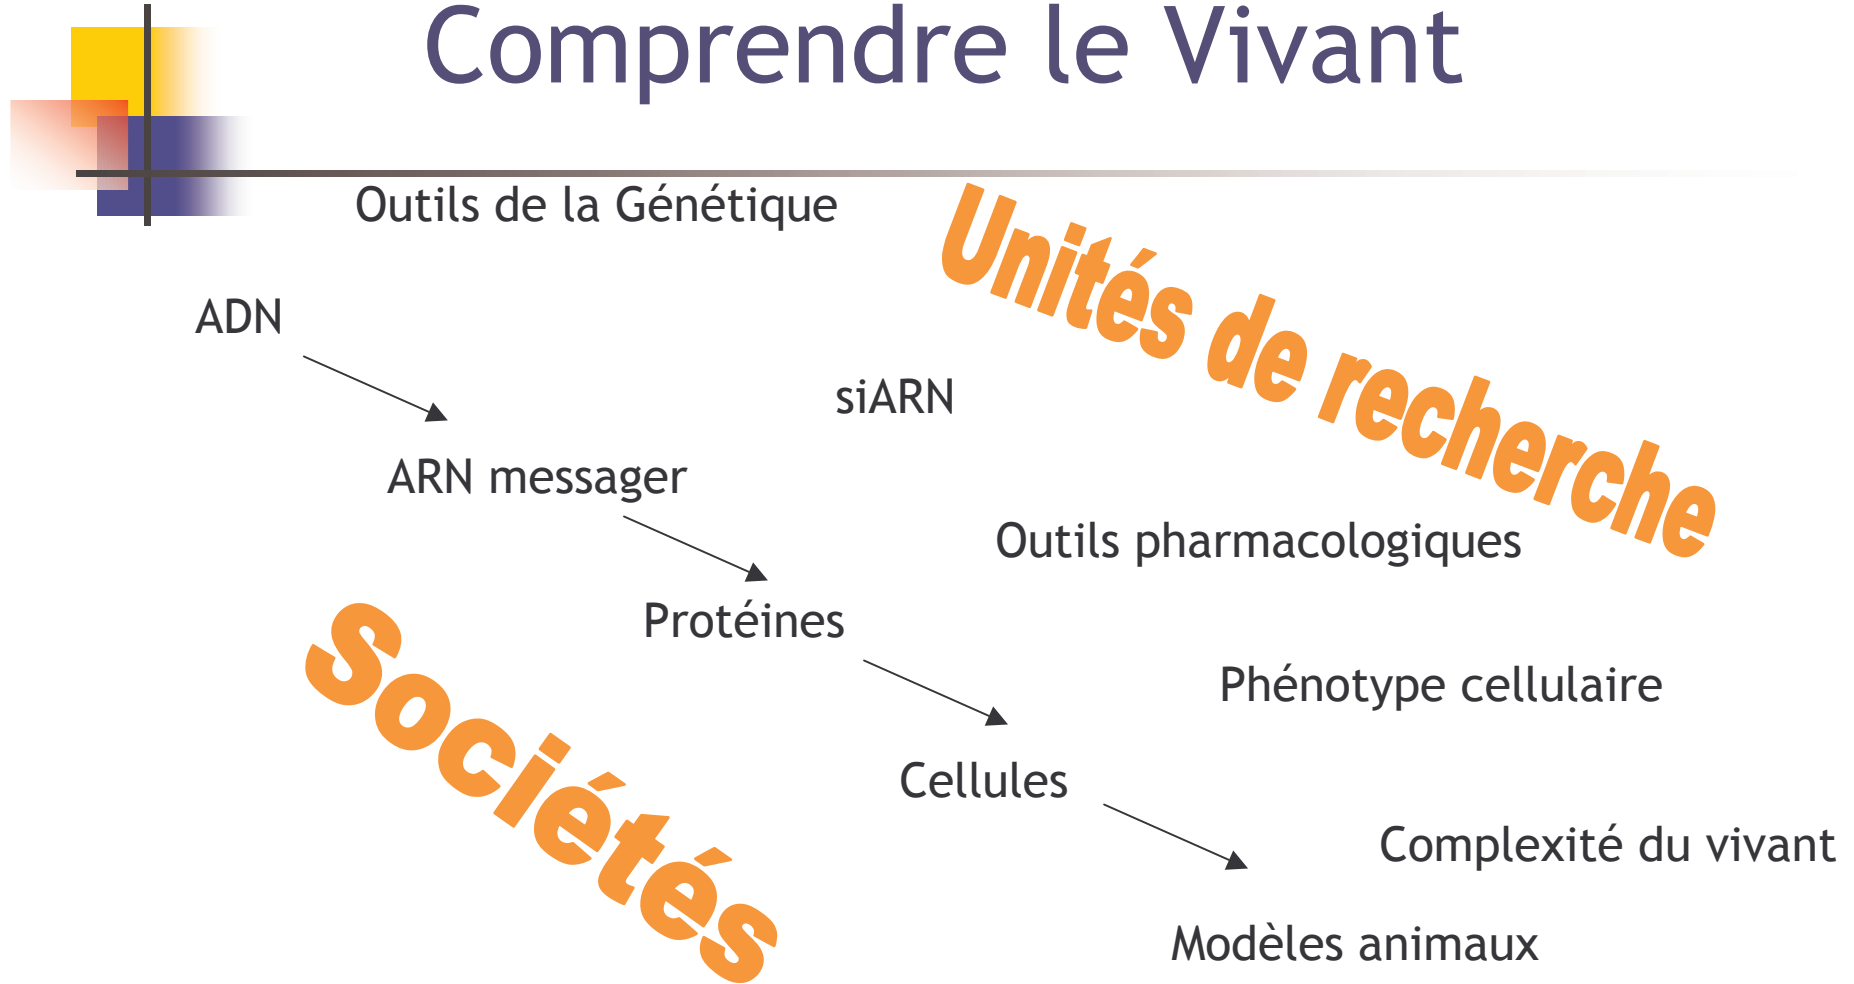 Comprendre le Vivant
Outils de la Génétique
Unités de recherche
ADN
siARN
ARN messager
Outils pharmacologiques
Protéines
Sociétés
Phénotype cellulaire
Cellules
Complexité du vivant
Modèles animaux